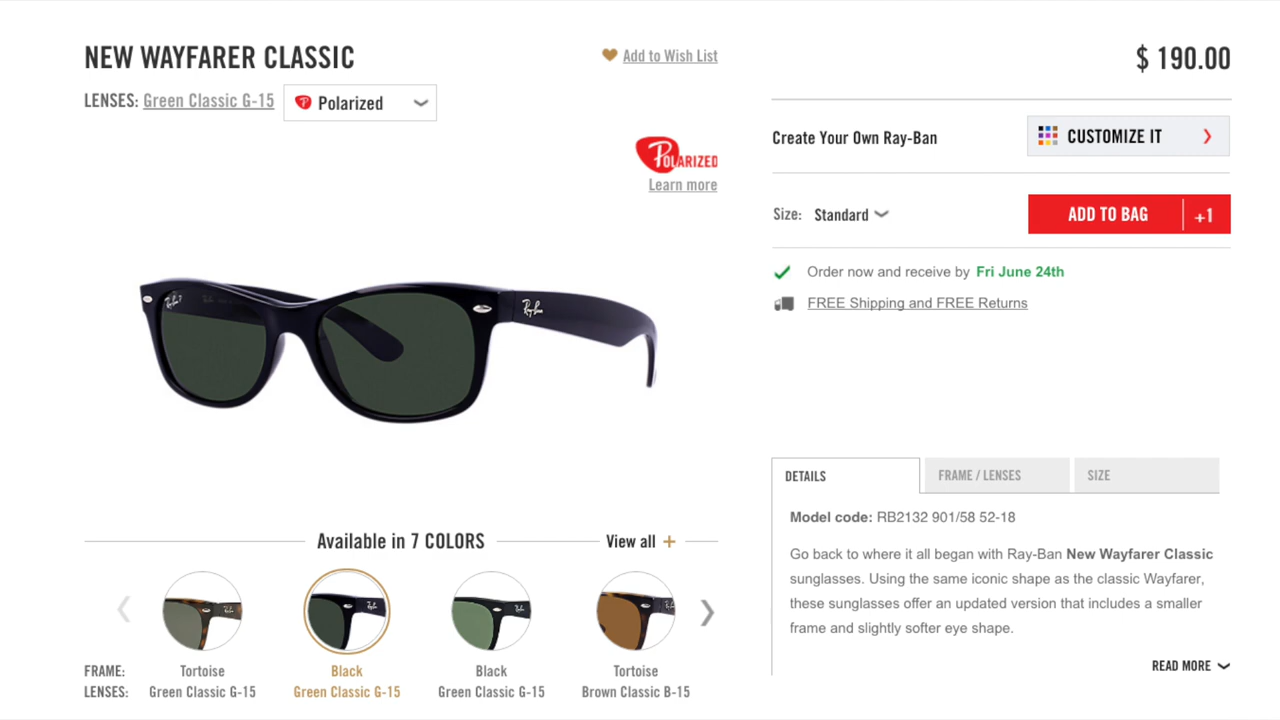 NEW WAYFARER CLASSIC
Add to Wish List
$ 190.00
LENSES: Green Classic G-15
Polarized
POLARIZED
Learn more
Create Your Own Ray-Ban
CUSTOMIZE IT
Size: Standard
ADD TO BAG +1
Order now and receive by Fri June 24th
FREE Shipping and FREE Returns
Ray-Ban
Ray-Ban
DETAILS
FRAME / LENSES
SIZE
Model code: RB2132 901/58 52-18
Go back to where it all began with Ray-Ban New Wayfarer Classic
sunglasses. Using the same iconic shape as the classic Wayfarer,
these sunglasses offer an updated version that includes a smaller
frame and slightly softer eye shape.
READ MORE
Available in 7 COLORS
View all +
FRAME: Tortoise Black Black Tortoise
LENSES: Green Classic G-15 Green Classic G-15 Green Classic G-15 Brown Classic B-15